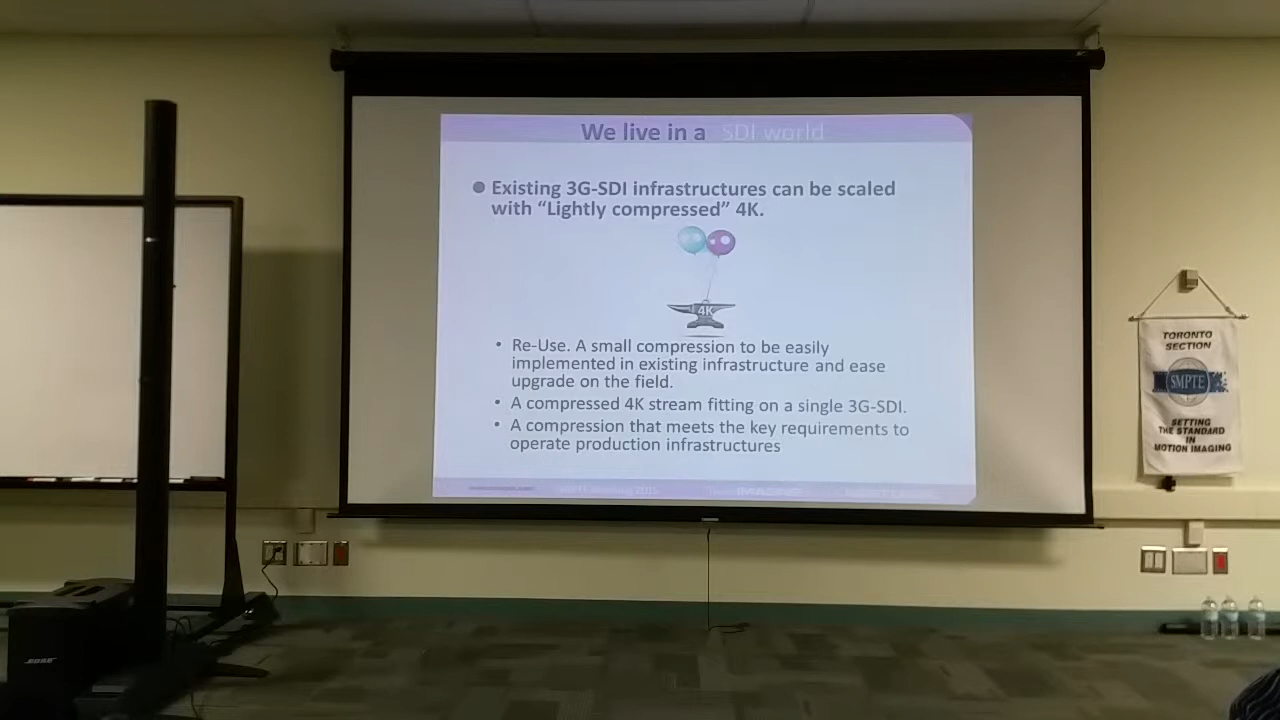 We live in a SDI world
Existing 3G-SDI infrastructures can be scaled
with “Lightly compressed” 4K.
4K
• Re-Use. A small compression to be easily
implemented in existing infrastructure and ease
upgrade on the field.
• A compressed 4K stream fitting on a single 3G-SDI.
• A compression that meets the key requirements to
operate production infrastructures
TORONTO
SECTION
SMPTE
SETTING
THE STANDARD
IN
MOTION IMAGING
BOSE